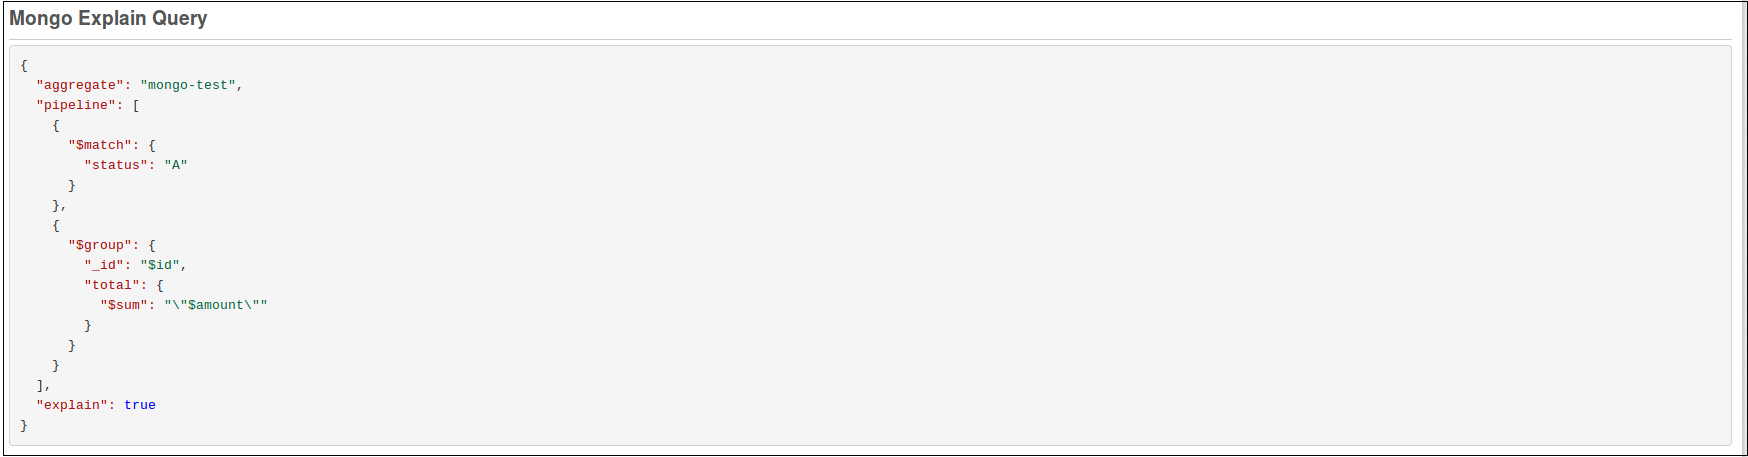 Mongo Explain Query
{
  "aggregate": "mongo-test",
  "pipeline": [
    {
      "$match": {
        "status": "A"
      }
    },
    {
      "$group": {
        "_id": "$id",
        "total": {
          "$sum": "\"$amount\""
        }
      }
    }
  ],
  "explain": true
}